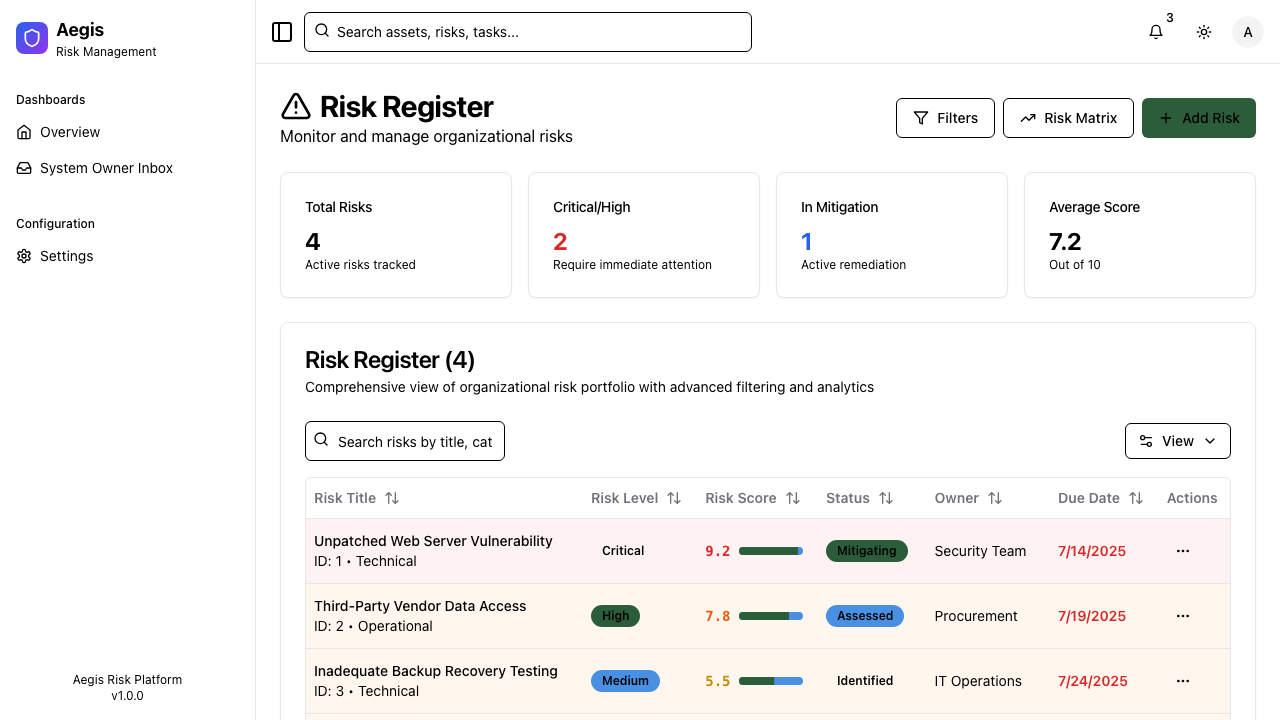 Aegis
Risk Management
Dashboards
Overview
System Owner Inbox
Configuration
Settings
Aegis Risk Platform
v1.0.0
Search assets, risks, tasks...
3
A
Risk Register
Monitor and manage organizational risks
Filters
Risk Matrix
Add Risk
Total Risks
4
Active risks tracked
Critical/High
2
Require immediate attention
In Mitigation
1
Active remediation
Average Score
7.2
Out of 10
Risk Register (4)
Comprehensive view of organizational risk portfolio with advanced filtering and analytics
Search risks by title, cat
View
Risk Title Risk Level Risk Score Status Owner Due Date Actions
Unpatched Web Server Vulnerability
ID: 1 • Technical
Critical 9.2 Mitigating Security Team 7/14/2025
Third-Party Vendor Data Access
ID: 2 • Operational
High 7.8 Assessed Procurement 7/19/2025
Inadequate Backup Recovery Testing
ID: 3 • Technical
Medium 5.5 Identified IT Operations 7/24/2025